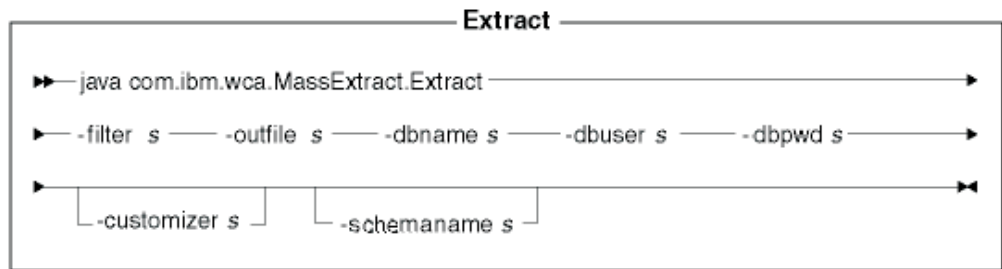 Extract
java com.ibm.wca.MassExtract.Extract
-filter s -outfile s -dbname s -dbuser s -dbpwd s
-customizer s -schemaname s